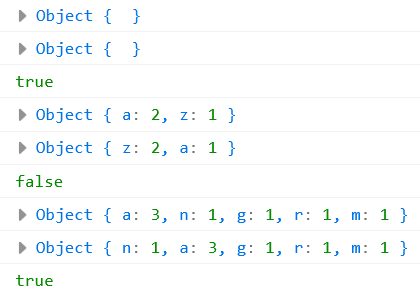 Object {  }
Object {  }
true
Object { a: 2, z: 1 }
Object { z: 2, a: 1 }
false
Object { a: 3, n: 1, g: 1, r: 1, m: 1 }
Object { n: 1, a: 3, g: 1, r: 1, m: 1 }
true